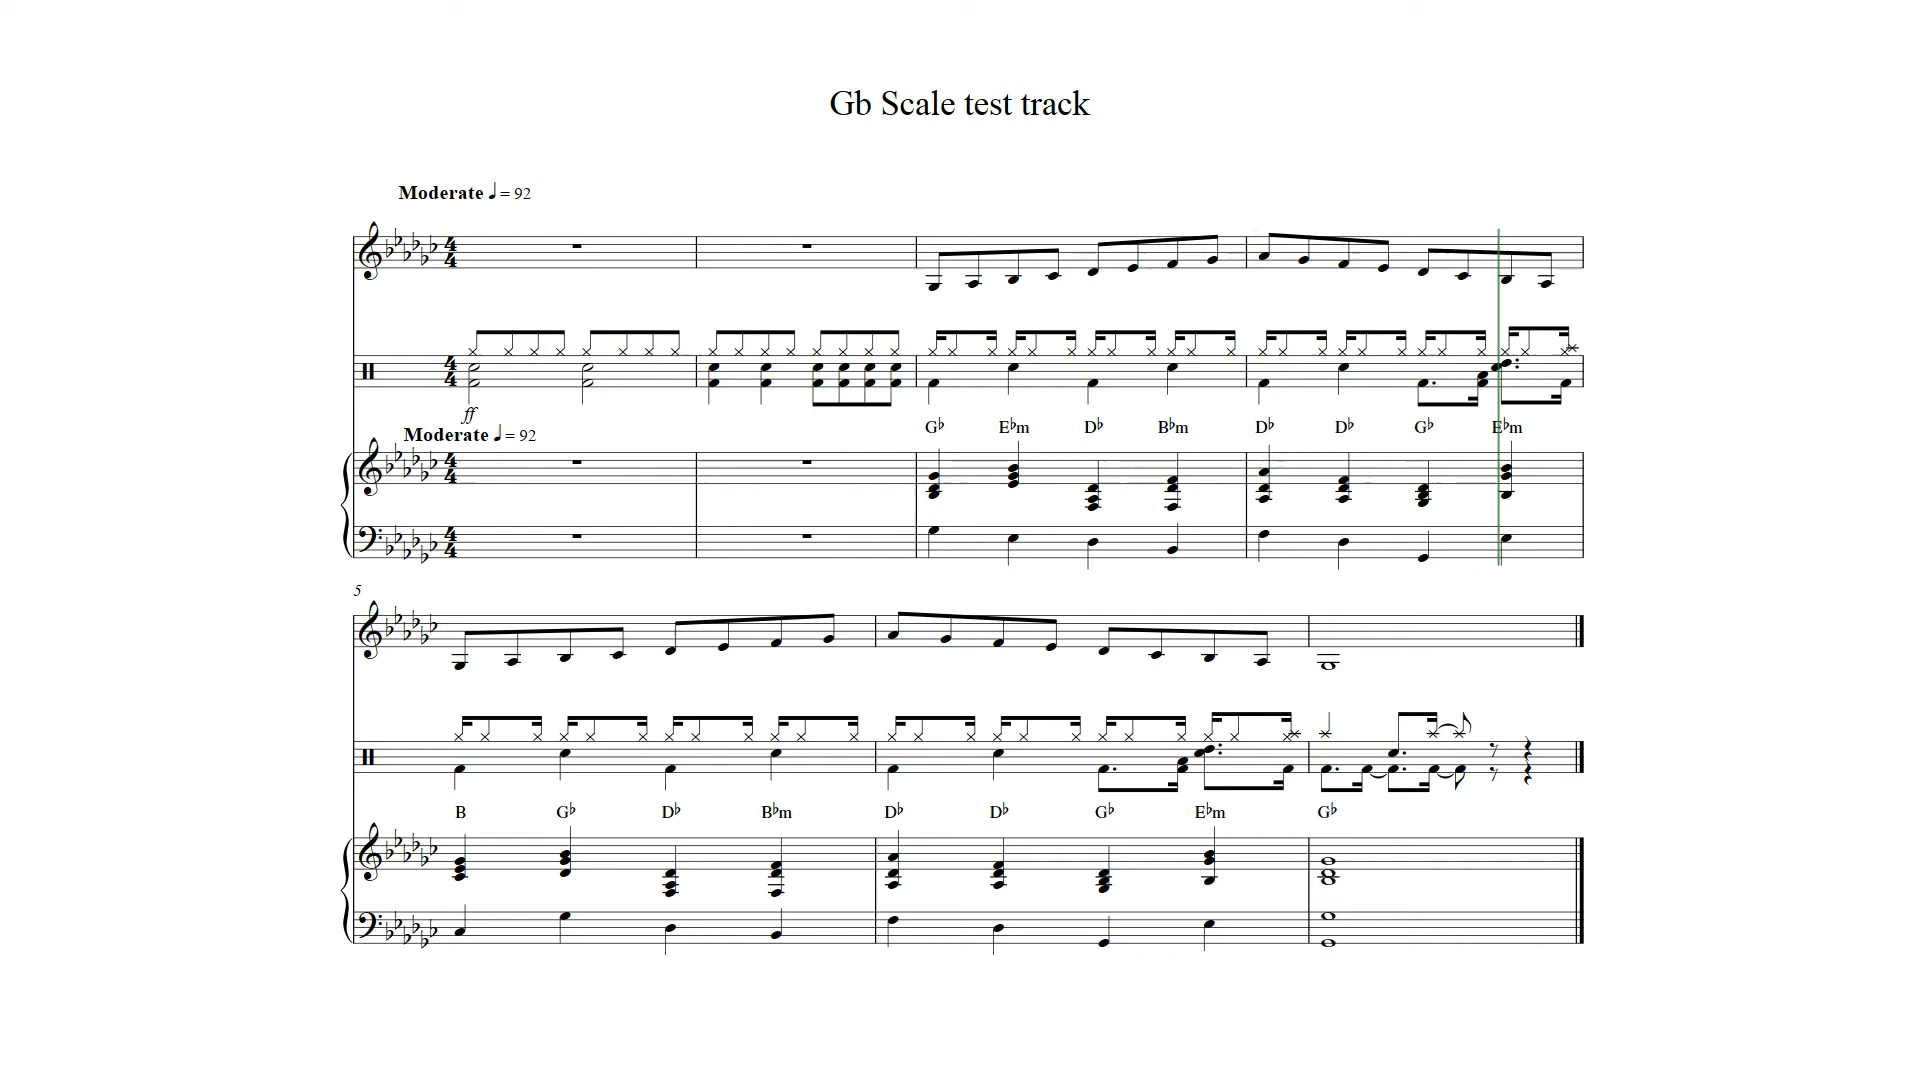 Gb Scale test track
Moderate ♩ = 92
4/4
4/4
ff
G♭ E♭m D♭ B♭m D♭ D♭ G♭ E♭m
Moderate ♩ = 92
4/4
4/4
5
B G♭ D♭ B♭m D♭ D♭ G♭ E♭m G♭